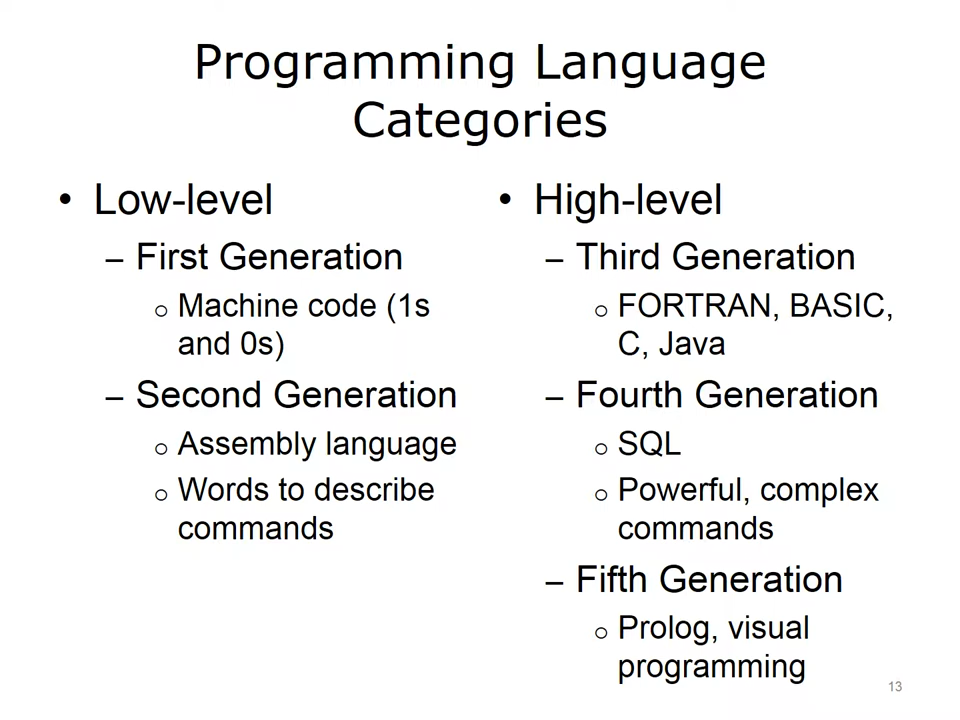 Programming Language
Categories
• Low-level
– First Generation
o Machine code (1s
and 0s)
– Second Generation
o Assembly language
o Words to describe
commands
• High-level
– Third Generation
o FORTRAN, BASIC,
C, Java
– Fourth Generation
o SQL
o Powerful, complex
commands
– Fifth Generation
o Prolog, visual
programming
13